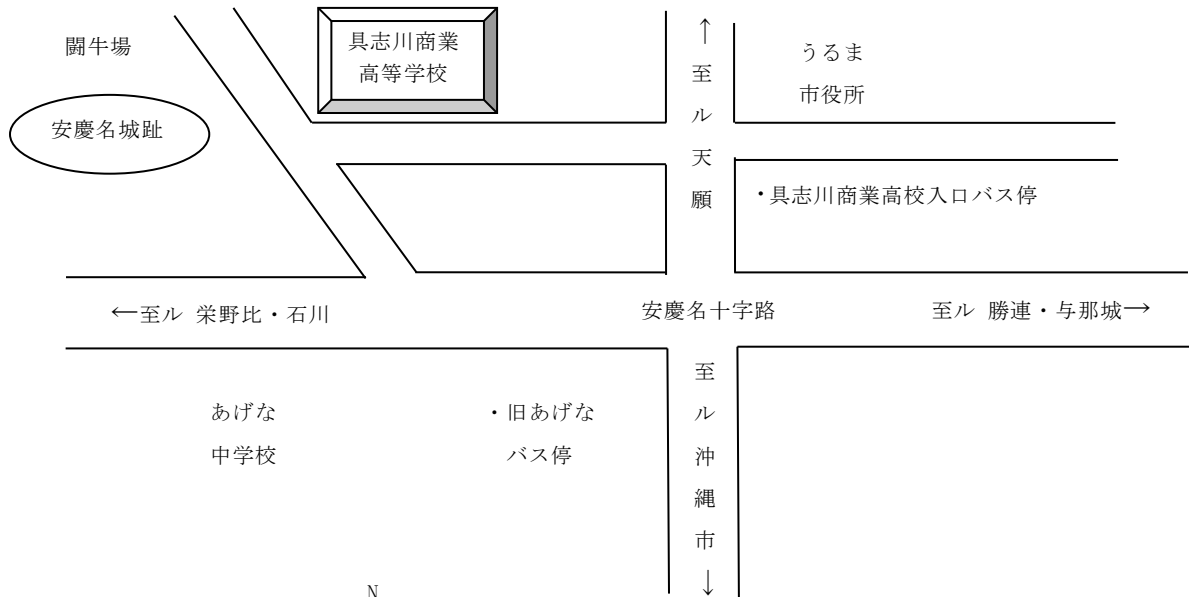 闘牛場
具志川商業
高等学校
↑至ル天願
うるま
市役所
安慶名城趾
・具志川商業高校入口バス停
←至ル 栄野比・石川
安慶名十字路
至ル 勝連・与那城→
至ル沖縄市↓
あげな
中学校
・旧あげな
バス停
N